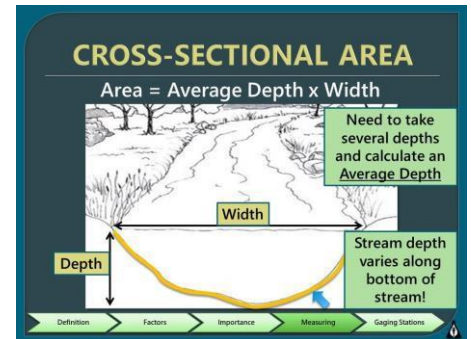 CROSS-SECTIONAL AREA
Area = Average Depth x Width
Need to take
several depths
and calculate an
Average Depth
Width
Depth
Stream depth
varies along
bottom of
stream!
Definition
Factors
Importance
Measuring
Gaging Stations